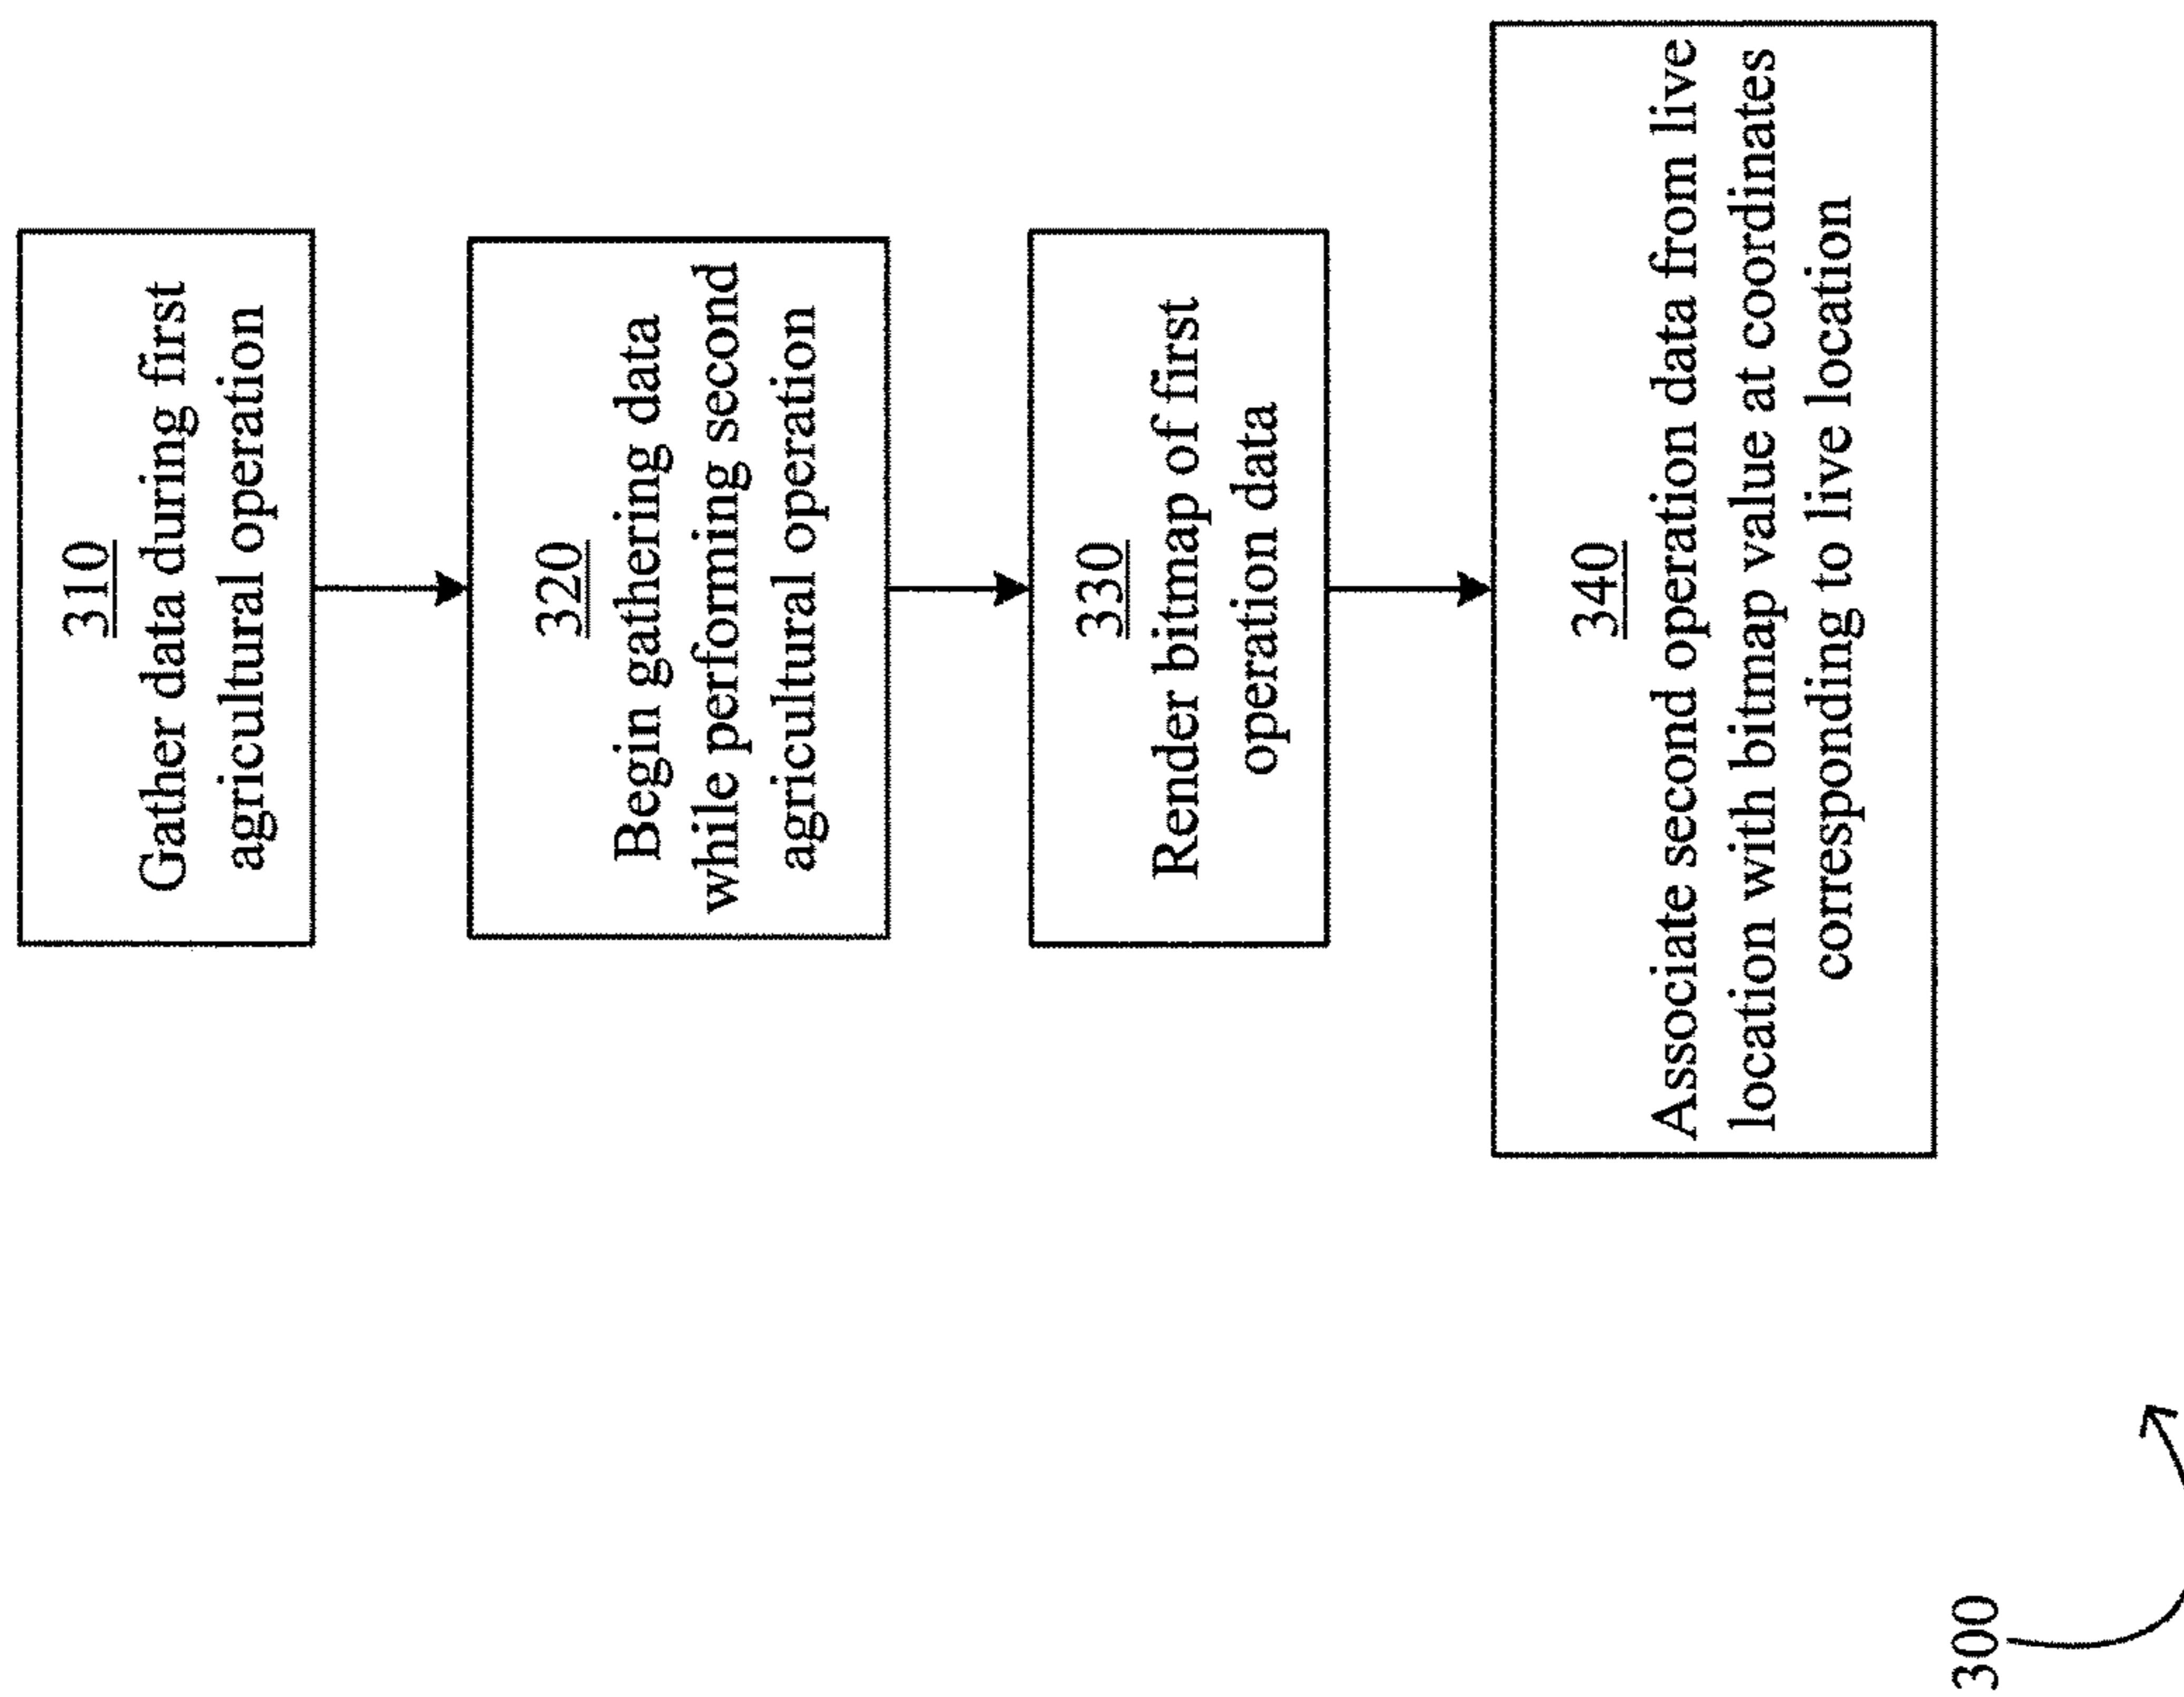 310
Gather data during first
agricultural operation
320
Begin gathering data
while performing second
agricultural operation
330
Render bitmap of first
operation data
340
Associate second operation data from live
location with bitmap value at coordinates
corresponding to live location
300